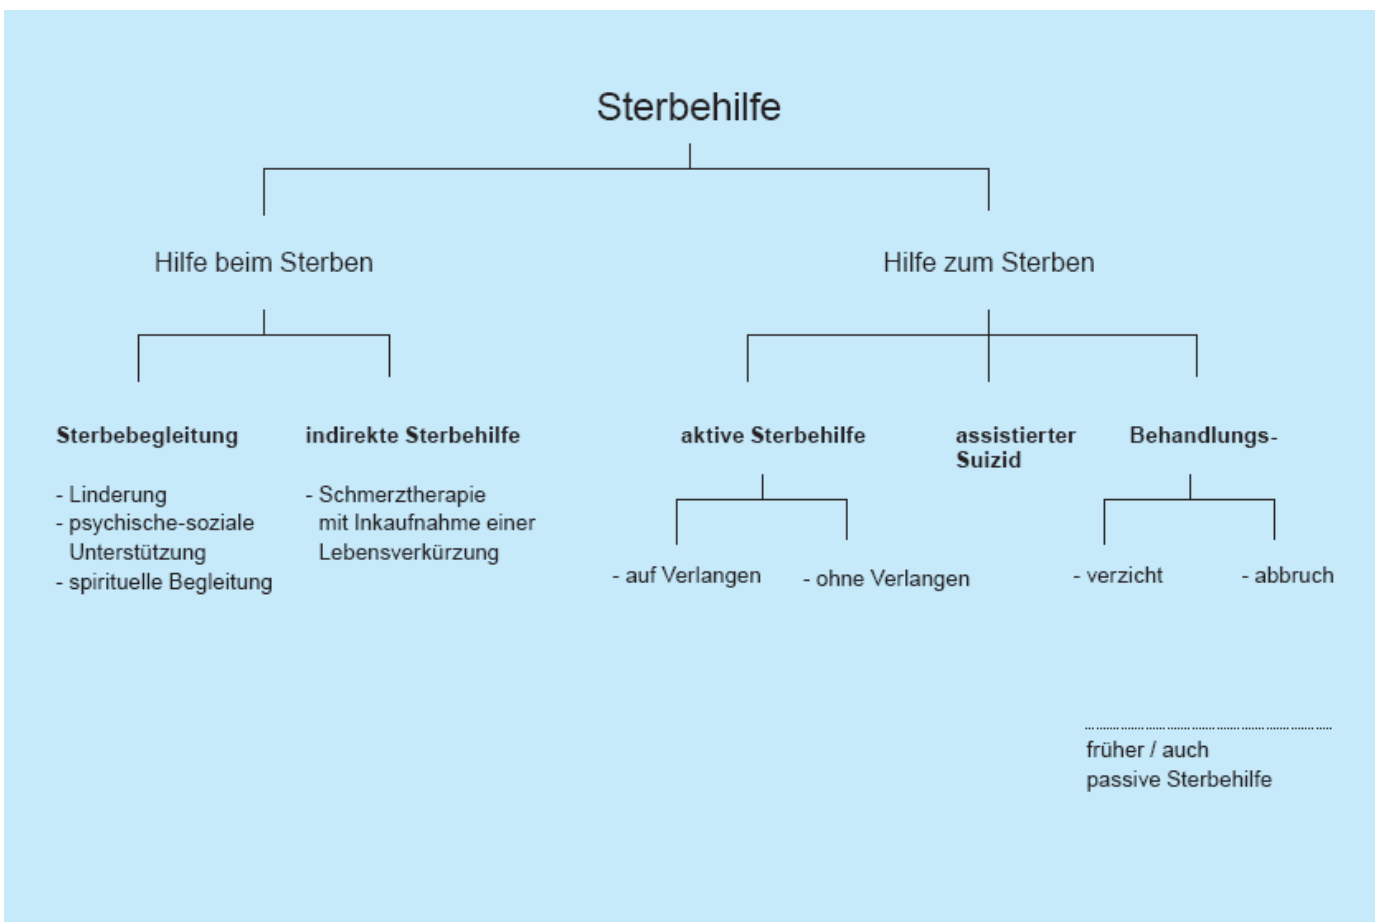 Sterbehilfe
Hilfe beim Sterben
Hilfe zum Sterben
Sterbebegleitung
- Linderung
- psychische-soziale
Unterstützung
- spirituelle Begleitung
indirekte Sterbehilfe
- Schmerztherapie
mit Inkaufnahme einer
Lebensverkürzung
aktive Sterbehilfe
- auf Verlangen
- ohne Verlangen
assistierter
Suizid
Behandlungs-
- verzicht
- abbruch
früher / auch
passive Sterbehilfe